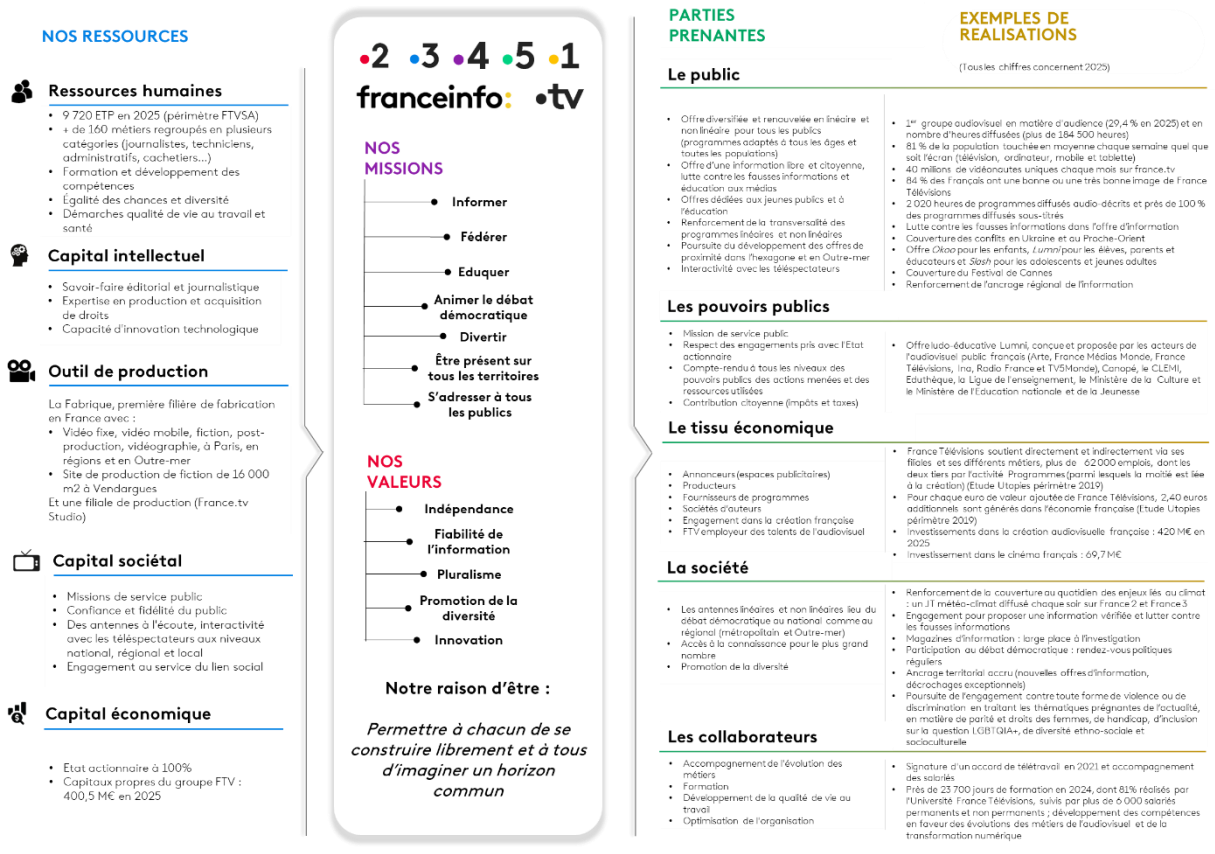 NOS RESSOURCES
Ressources humaines
• 9 720 ETP en 2025 (périmètre FTVSA)
• + de 160 métiers regroupés en plusieurs
catégories (journalistes, techniciens,
administratifs, cachetiers...)
• Formation et développement des
compétences
• Égalité des chances et diversité
• Démarches qualité de vie au travail et
santé
Capital intellectuel
• Savoir-faire éditorial et journalistique
• Expertise en production et acquisition
de droits
• Capacité d'innovation technologique
Outil de production
La Fabrique, première filière de fabrication
en France avec :
• Vidéo fixe, vidéo mobile, fiction, post-
production, vidéographie, à Paris, en
régions et en Outre-mer
• Site de production de fiction de 16 000
m2 à Vendargues
Et une filiale de production (France.tv
Studio)
Capital sociétal
• Missions de service public
• Confiance et fidélité du public
• Des antennes à l'écoute, interactivité
avec les téléspectateurs aux niveaux
national, régional et local
• Engagement au service du lien social
Capital économique
• Etat actionnaire à 100%
• Capitaux propres du groupe FTV :
400,5 M€ en 2025
•2 •3 •4 •5 •1
franceinfo: •tv
NOS
MISSIONS
Informer
Fédérer
Eduquer
Animer le débat
démocratique
Divertir
Être présent sur
tous les territoires
S'adresser à tous
les publics
NOS
VALEURS
Indépendance
Fiabilité de
l'information
Pluralisme
Promotion de la
diversité
Innovation
Notre raison d'être :
Permettre à chacun de se
construire librement et à tous
d'imaginer un horizon
commun
PARTIES
PRENANTES
EXEMPLES DE
REALISATIONS
(Tous les chiffres concernent 2025)
Le public
• Offre diversifiée et renouvelée en linéaire et
non linéaire pour tous les publics
(programmes adaptés à tous les âges et
toutes les populations)
• Offre d'une information libre et citoyenne,
lutte contre les fausses informations et
éducation aux médias
• Offres dédiées aux jeunes publics et à
l'éducation
• Renforcement de la transversalité des
programmes linéaires et non linéaires
• Poursuite du développement des offres de
proximité dans l'hexagone et en Outre-mer
• Interactivité avec les téléspectateurs
• 1er groupe audiovisuel en matière d'audience (29,4 % en 2025) et en
nombre d'heures diffusées (plus de 184 500 heures)
• 81 % de la population touchée en moyenne chaque semaine quel que
soit l'écran (télévision, ordinateur, mobile et tablette)
• 40 millions de vidéonautes uniques chaque mois sur france.tv
• 84 % des Français ont une bonne ou une très bonne image de France
Télévisions
• 2 020 heures de programmes diffusés audio-décrits et près de 100 %
des programmes diffusés sous-titrés
• Lutte contre les fausses informations dans l'offre d'information
• Couverture des conflits en Ukraine et au Proche-Orient
• Offre Okoo pour les enfants, Lumni pour les élèves, parents et
éducateurs et Slash pour les adolescents et jeunes adultes
• Couverture du Festival de Cannes
• Renforcement de l'ancrage régional de l'information
Les pouvoirs publics
• Mission de service public
• Respect des engagements pris avec l'Etat
actionnaire
• Compte-rendu à tous les niveaux des
pouvoirs publics des actions menées et des
ressources utilisées
• Contribution citoyenne (impôts et taxes)
• Offre ludo-éducative Lumni, conçue et proposée par les acteurs de
l'audiovisuel public français (Arte, France Médias Monde, France
Télévisions, Ina, Radio France et TV5Monde), Canopé, le CLEMI,
Eduthèque, la Ligue de l'enseignement, le Ministère de la Culture et
le Ministère de l'Education nationale et de la Jeunesse
Le tissu économique
• Annonceurs (espaces publicitaires)
• Producteurs
• Fournisseurs de programmes
• Sociétés d'auteurs
• Engagement dans la création française
• FTV employeur des talents de l'audiovisuel
• France Télévisions soutient directement et indirectement via ses
filiales et ses différents métiers, plus de 62 000 emplois, dont les
deux tiers par l'activité Programmes (parmi lesquels la moitié est liée
à la création) (Etude Utopies périmètre 2019)
• Pour chaque euro de valeur ajoutée de France Télévisions, 2,40 euros
additionnels sont générés dans l'économie française (Etude Utopies
périmètre 2019)
• Investissements dans la création audiovisuelle française : 420 M€ en
2025
• Investissement dans le cinéma français : 69,7 M€
La société
• Les antennes linéaires et non linéaires lieu du
débat démocratique au national comme au
régional (métropolitain et Outre-mer)
• Accès à la connaissance pour le plus grand
nombre
• Promotion de la diversité
• Renforcement de la couverture au quotidien des enjeux liés au climat
: un JT météo-climat diffusé chaque soir sur France 2 et France 3
• Engagement pour proposer une information vérifiée et lutter contre
les fausses informations
• Magazines d'information : large place à l'investigation
• Participation au débat démocratique : rendez-vous politiques
réguliers
• Ancrage territorial accru (nouvelles offres d'information,
décrochages exceptionnels)
• Poursuite de l'engagement contre toute forme de violence ou de
discrimination en traitant les thématiques prégnantes de l'actualité,
en matière de parité et droits des femmes, de handicap, d'inclusion
sur la question LGBTQIA+, de diversité ethno-sociale et
socioculturelle
Les collaborateurs
• Accompagnement de l'évolution des
métiers
• Formation
• Développement de la qualité de vie au
travail
• Optimisation de l'organisation
• Signature d'un accord de télétravail en 2021 et accompagnement
des salariés
• Près de 23 700 jours de formation en 2024, dont 81% réalisés par
l'Université France Télévisions, suivis par plus de 6 000 salariés
permanents et non permanents ; développement des compétences
en faveur des évolutions des métiers de l'audiovisuel et de la
transformation numérique